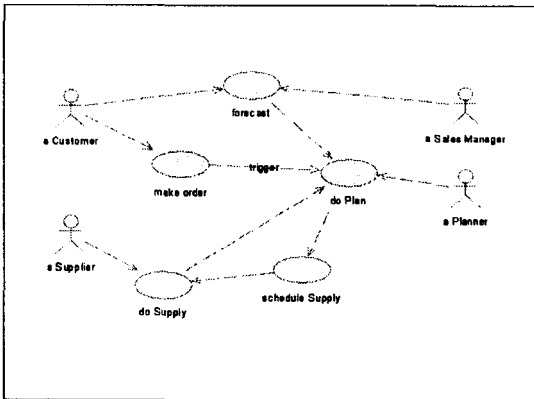 forecast
a Customer
a Sales Manager
trigger
make order
do Plan
a Planner
a Supplier
schedule Supply
do Supply